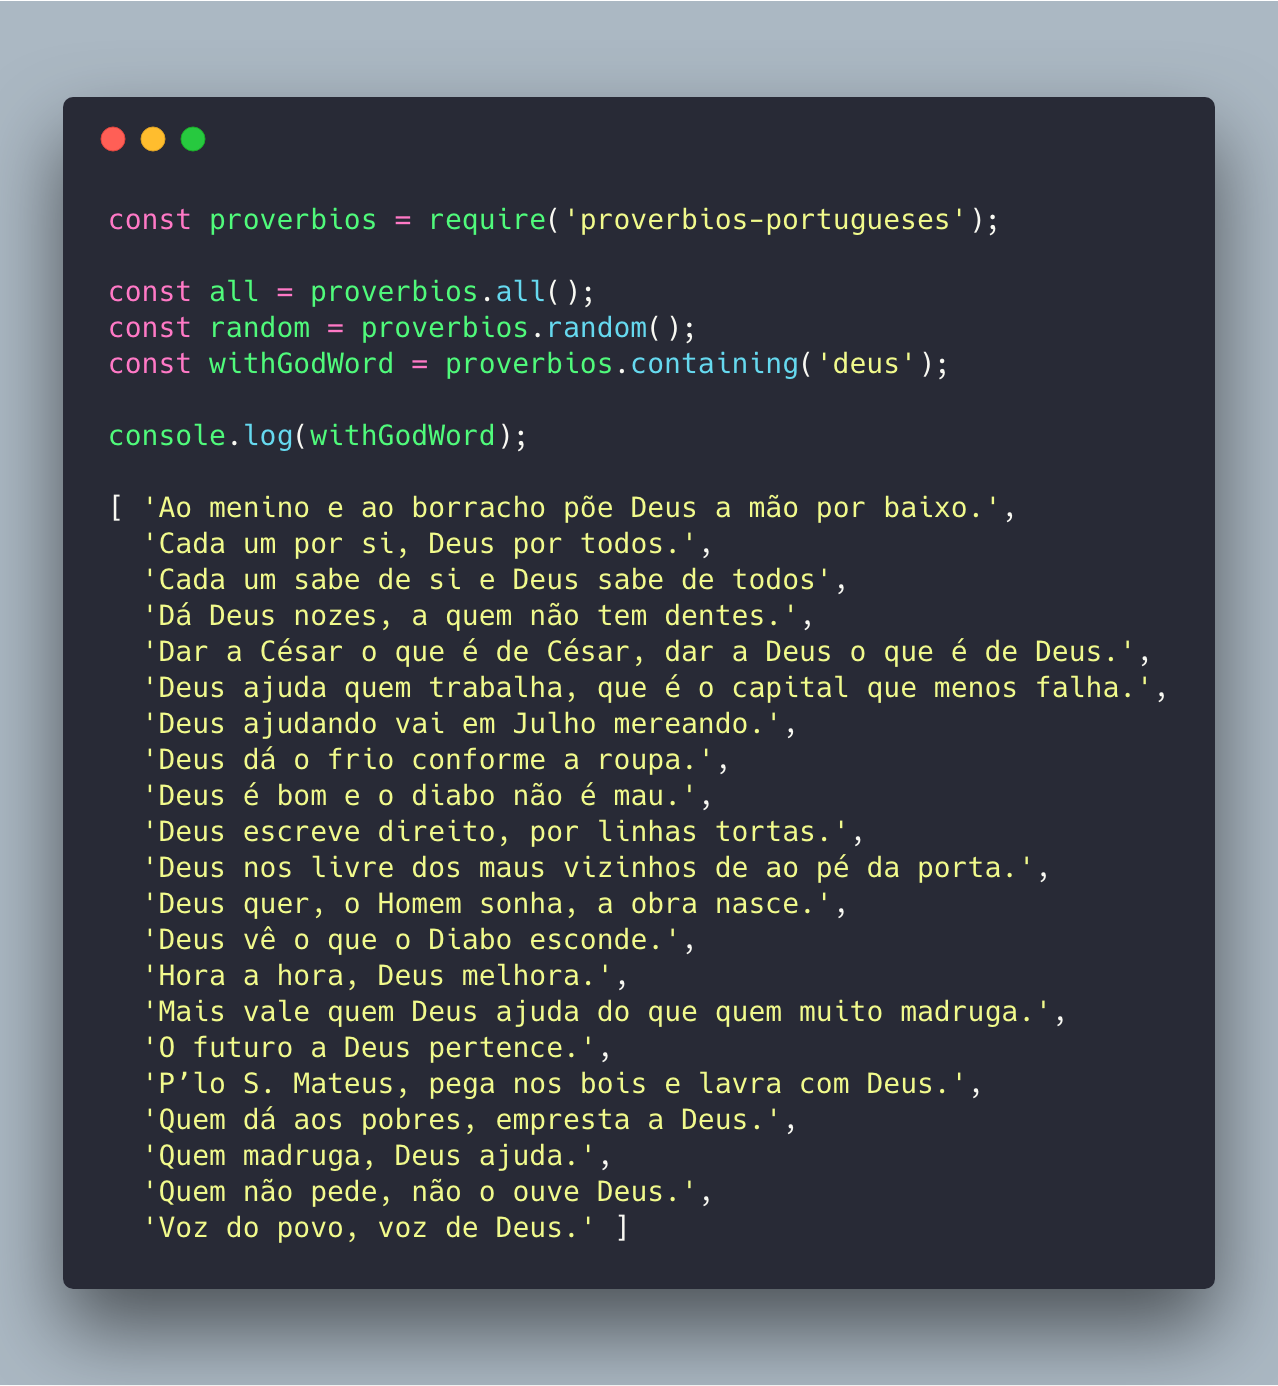 const proverbios = require('proverbios-portugueses');
const all = proverbios.all();
const random = proverbios.random();
const withGodWord = proverbios.containing('deus');
console.log(withGodWord);
[ 'Ao menino e ao borracho põe Deus a mão por baixo.',
'Cada um por si, Deus por todos.',
'Cada um sabe de si e Deus sabe de todos',
'Dá Deus nozes, a quem não tem dentes.',
'Dar a César o que é de César, dar a Deus o que é de Deus.',
'Deus ajuda quem trabalha, que é o capital que menos falha.',
'Deus ajudando vai em Julho mereando.',
'Deus dá o frio conforme a roupa.',
'Deus é bom e o diabo não é mau.',
'Deus escreve direito, por linhas tortas.',
'Deus nos livre dos maus vizinhos de ao pé da porta.',
'Deus quer, o Homem sonha, a obra nasce.',
'Deus vê o que o Diabo esconde.',
'Hora a hora, Deus melhora.',
'Mais vale quem Deus ajuda do que quem muito madruga.',
'O futuro a Deus pertence.',
'P’lo S. Mateus, pega nos bois e lavra com Deus.',
'Quem dá aos pobres, empresta a Deus.',
'Quem madruga, Deus ajuda.',
'Quem não pede, não o ouve Deus.',
'Voz do povo, voz de Deus.' ]